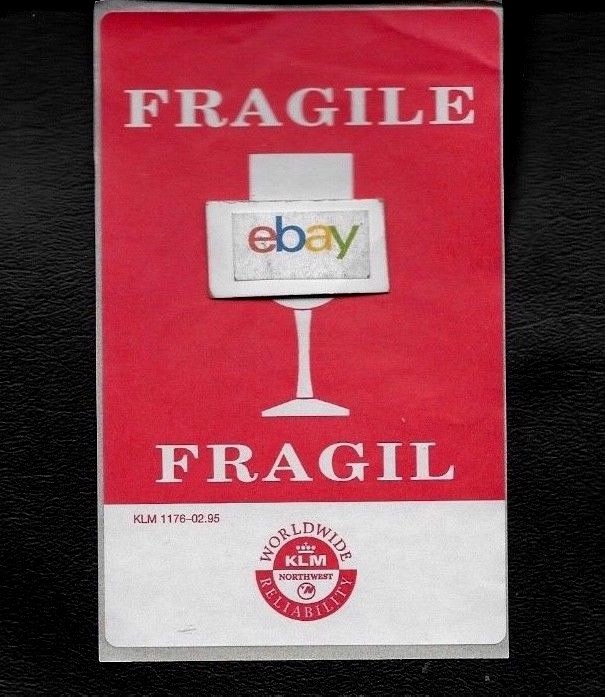 FRAGILE
ebay
FRAGIL
KLM 1176-02.95
WORLDWIDE
KLM
NORTHWEST
RELIABILITY